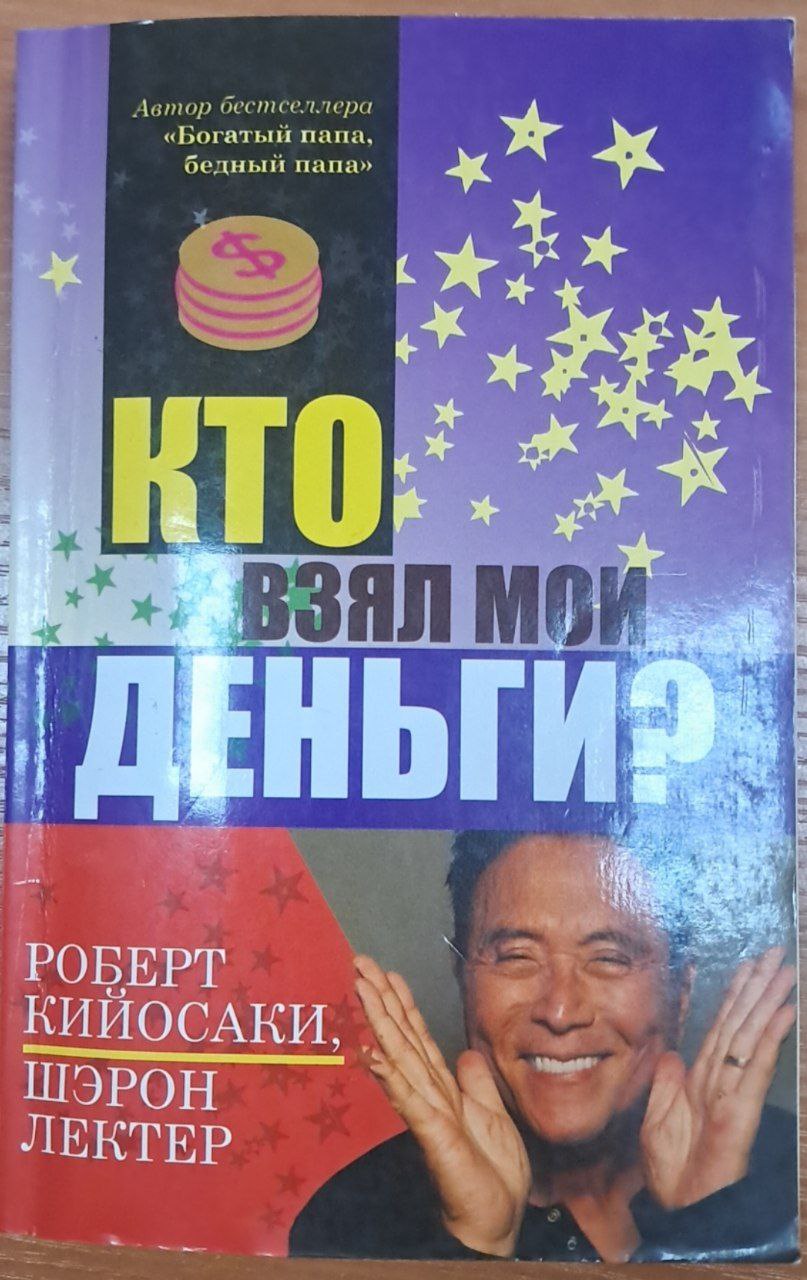 Автор бестселлера
«Богатый папа,
бедный папа»
$
КТО
ВЗЯЛ МОИ
ДЕНЬГИ?
РОБЕРТ
КИЙОСАКИ,
ШЭРОН
ЛЕКТЕР